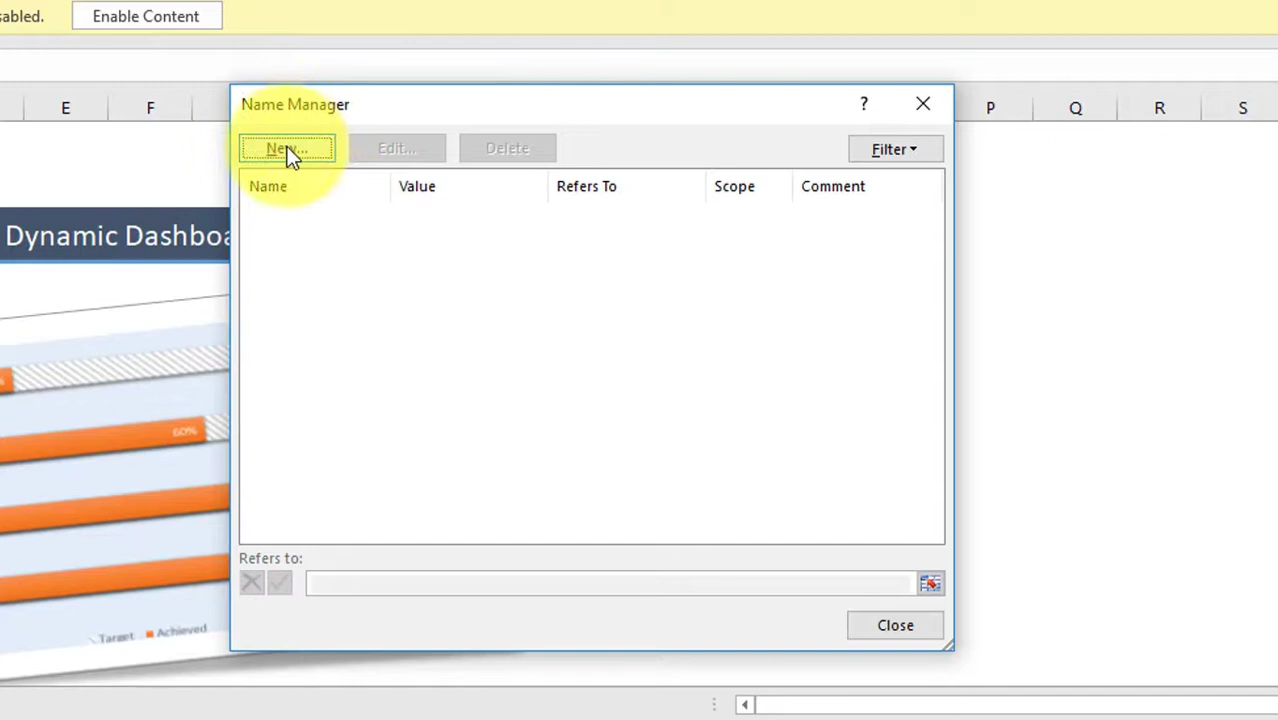 sabled. Enable Content
E F P Q R S
Name Manager ?
New... Edit... Delete Filter
Name Value Refers To Scope Comment
Dynamic Dashboa
%
60%
Target Achieved
Refers to:
Close